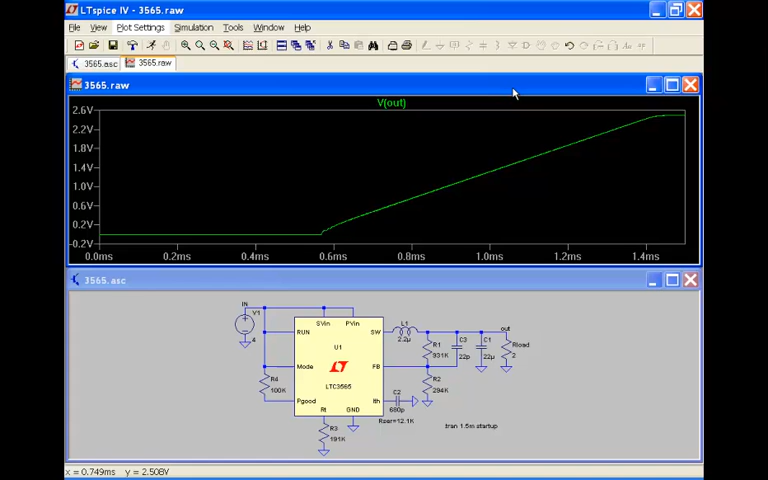 LTspice IV - 3565.raw
File View Plot Settings Simulation Tools Window Help
3565.asc 3565.raw
3565.raw
V(out)
2.6V
2.2V
1.8V
1.4V
1.0V
0.6V
0.2V
-0.2V
0.0ms 0.2ms 0.4ms 0.6ms 0.8ms 1.0ms 1.2ms 1.4ms
3565.asc
IN
V1
4
SVin PVin
RUN
SW
U1
Mode
FB
LTC3565
Pgood
Ith
Rt GND
R4
100K
R3
191K
L1
2.2µ
R1
931K
R2
294K
C3
22p
C1
22µ
out
Rload
2
C2
680p
Rser=12.1K
.tran 1.5m startup
x = 0.749ms y = 2.508V